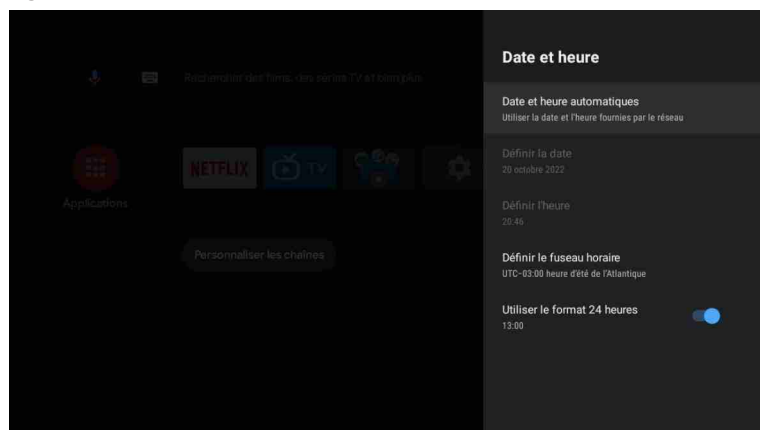 Date et heure
Rechercher des films, des séries TV et compléme
Date et heure automatiques
Utiliser la date et l'heure fournies par le réseau
Définir la date
20 octobre 2022
NETFLIX
TV
Applications
Définir l'heure
20:46
Personnaliser les chaînes
Définir le fuseau horaire
UTC-03:00 heure d'été de l'Atlantique
Utiliser le format 24 heures
13:00